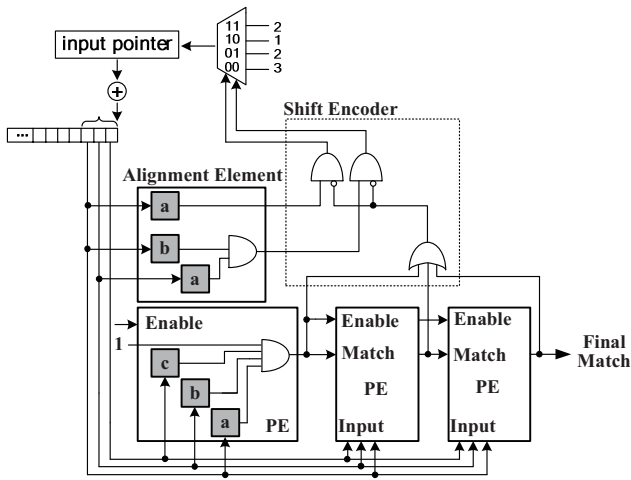 11 2
10 1
01 2
00 3
input pointer
+
...
Shift Encoder
Alignment Element
a
b
a
Enable
1
c
b
a
PE
Enable
Match
PE
Input
Enable
Match
PE
Input
Final
Match